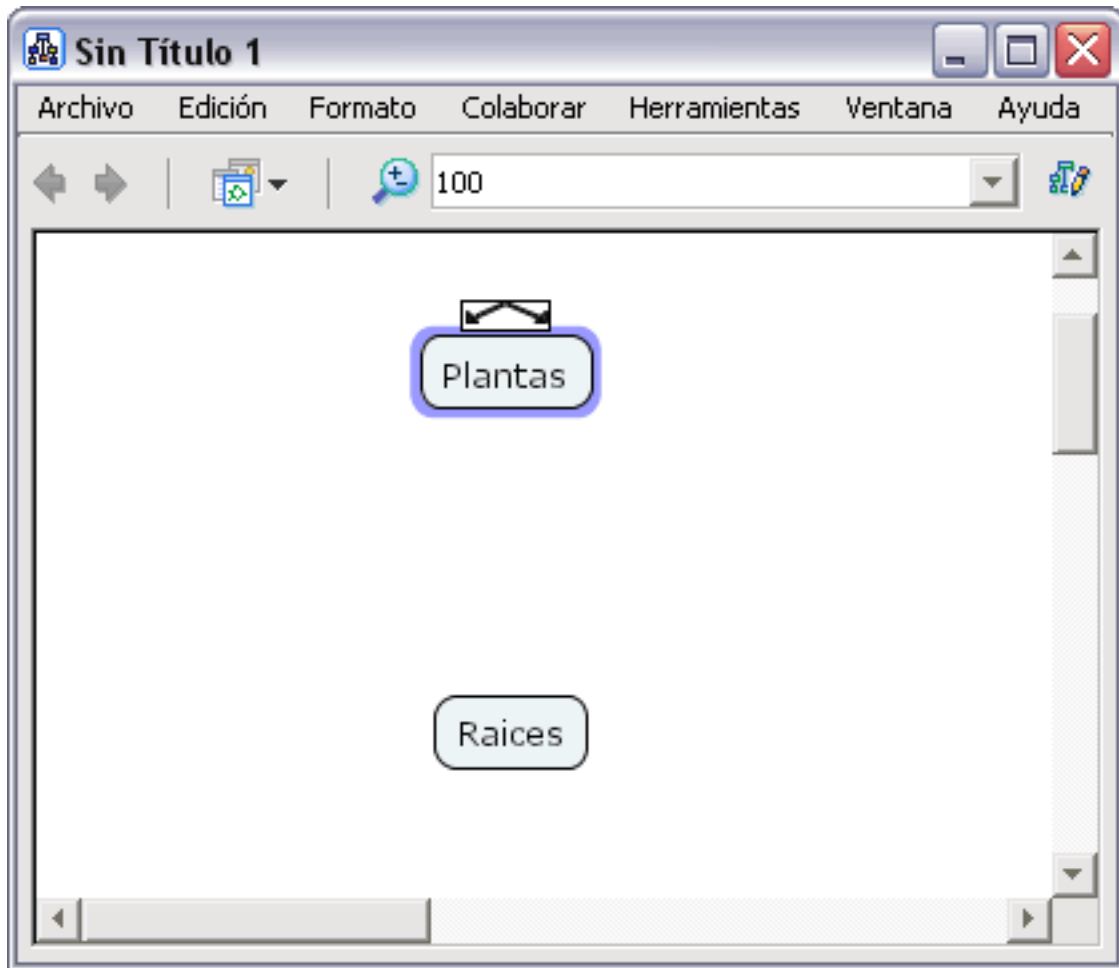 Sin Título 1
Archivo Edición Formato Colaborar Herramientas Ventana Ayuda
100
Plantas
Raices